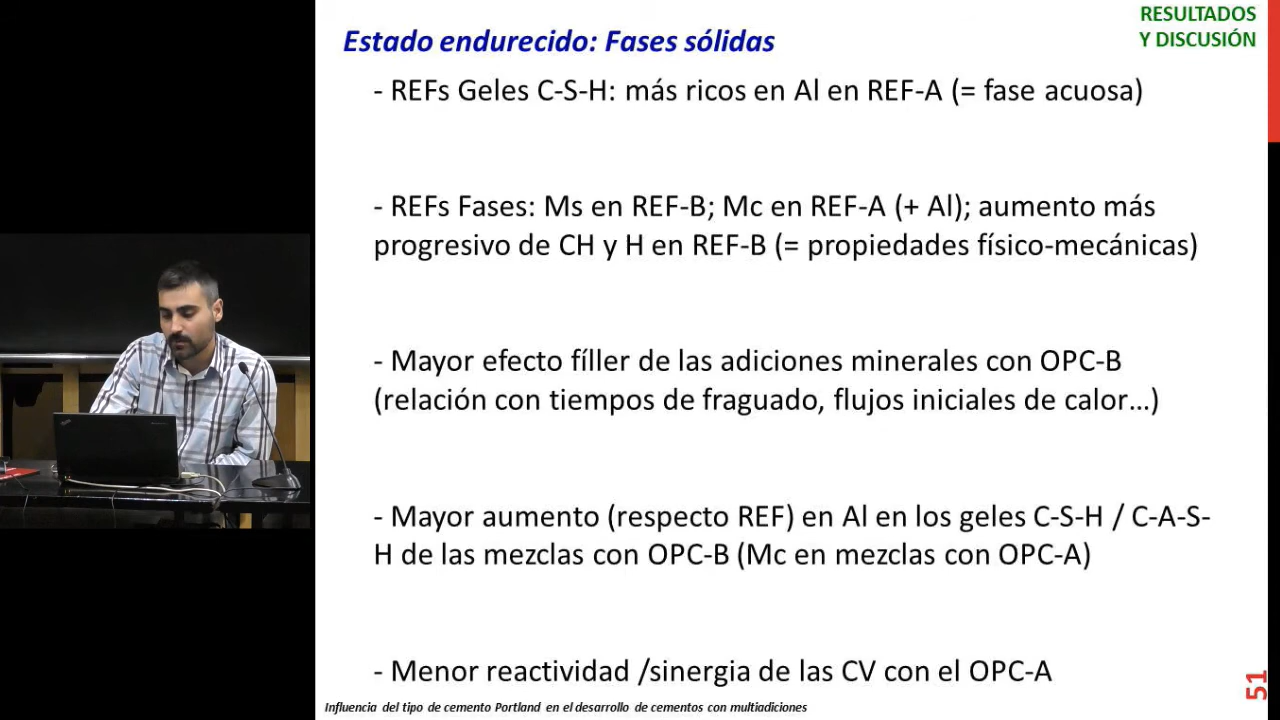 RESULTADOS
Y DISCUSIÓN
Estado endurecido: Fases sólidas
- REFs Geles C-S-H: más ricos en Al en REF-A (= fase acuosa)
- REFs Fases: Ms en REF-B; Mc en REF-A (+ Al); aumento más
progresivo de CH y H en REF-B (= propiedades físico-mecánicas)
- Mayor efecto fíller de las adiciones minerales con OPC-B
(relación con tiempos de fraguado, flujos iniciales de calor…)
- Mayor aumento (respecto REF) en Al en los geles C-S-H / C-A-S-
H de las mezclas con OPC-B (Mc en mezclas con OPC-A)
- Menor reactividad /sinergia de las CV con el OPC-A
Influencia del tipo de cemento Portland en el desarrollo de cementos con multiadiciones
51